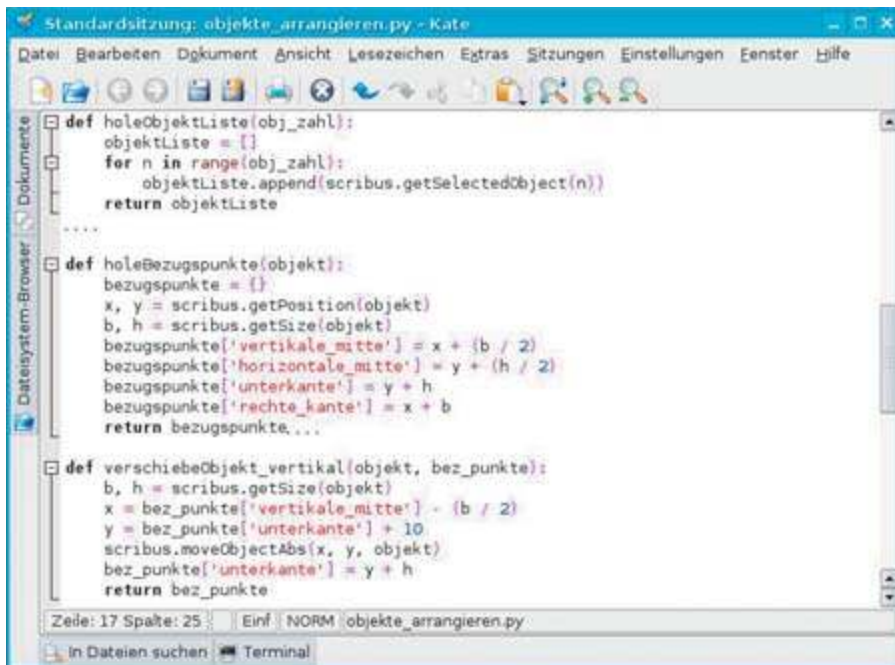 Standardsitzung: objekte_arrangieren.py - Kate
Datei Bearbeiten Dokument Ansicht Lesezeichen Extras Sitzungen Einstellungen Fenster Hilfe
Dokumente
Dateisystem-Browser
def holeObjektListe(obj_zahl):
    objektListe = []
    for n in range(obj_zahl):
        objektListe.append(scribus.getSelectedObject(n))
    return objektListe
....
def holeBezugspunkte(objekt):
    bezugspunkte = {}
    x, y = scribus.getPosition(objekt)
    b, h = scribus.getSize(objekt)
    bezugspunkte['vertikale_mitte'] = x + (b / 2)
    bezugspunkte['horizontale_mitte'] = y + (h / 2)
    bezugspunkte['unterkante'] = y + h
    bezugspunkte['rechte_kante'] = x + b
    return bezugspunkte....
def verschiebeObjekt_vertikal(objekt, bez_punkte):
    b, h = scribus.getSize(objekt)
    x = bez_punkte['vertikale_mitte'] - (b / 2)
    y = bez_punkte['unterkante'] + 10
    scribus.moveObjectAbs(x, y, objekt)
    bez_punkte['unterkante'] = y + h
    return bez_punkte
Zeile: 17 Spalte: 25 Einf NORM objekte_arrangieren.py
In Dateien suchen Terminal